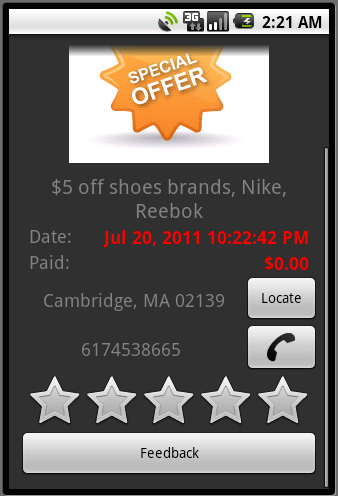 3G 2:21 AM
SPECIAL
OFFER
$5 off shoes brands, Nike,
Reebok
Date: Jul 20, 2011 10:22:42 PM
Paid: $0.00
Cambridge, MA 02139 Locate
6174538665
Feedback